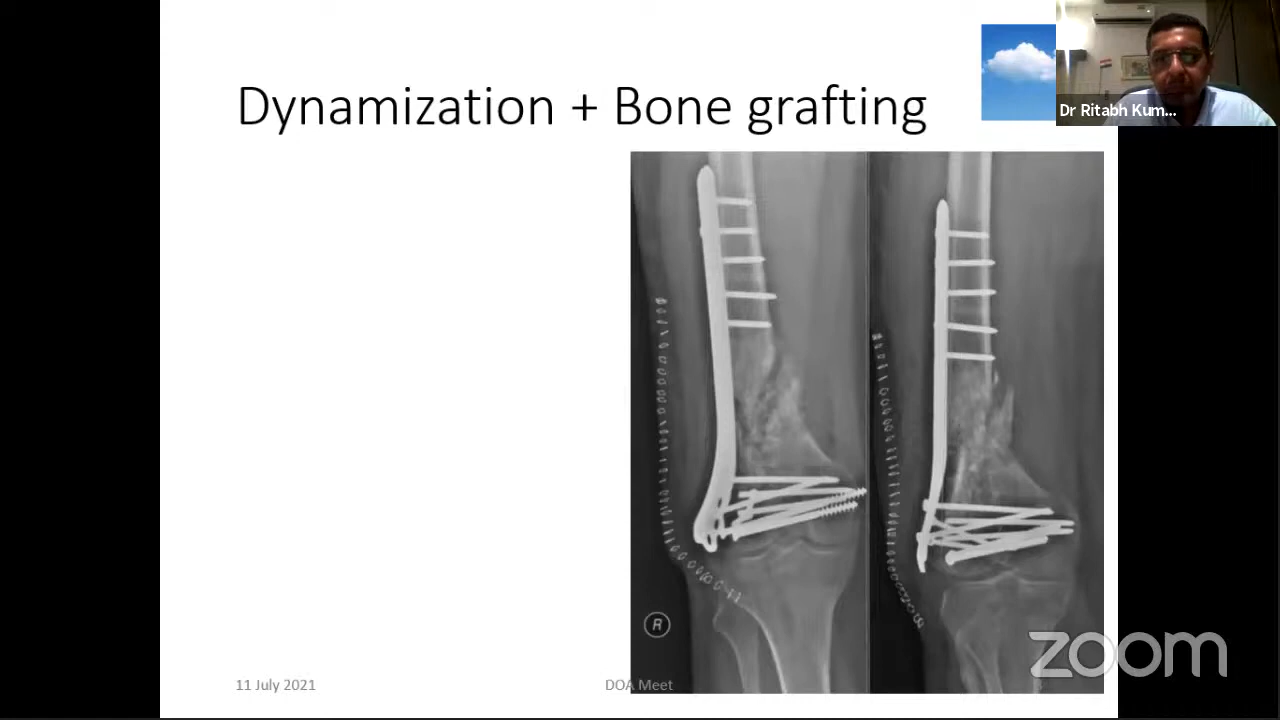 Dynamization + Bone grafting
Dr Ritabh Kum...
R
11 July 2021
DOA Meet
zoom